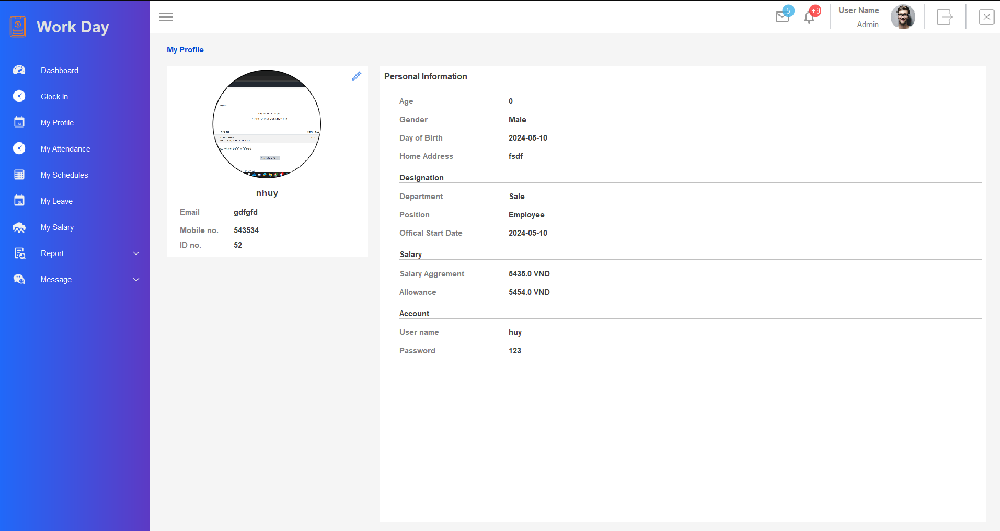 Work Day
5
+9
User Name
Admin
Dashboard
Clock In
My Profile
My Attendance
My Schedules
My Leave
My Salary
Report
Message
My Profile
nhuy
Email gdfgfd
Mobile no. 543534
ID no. 52
Personal Information
Age 0
Gender Male
Day of Birth 2024-05-10
Home Address fsdf
Designation
Department Sale
Position Employee
Offical Start Date 2024-05-10
Salary
Salary Aggrement 5435.0 VND
Allowance 5454.0 VND
Account
User name huy
Password 123